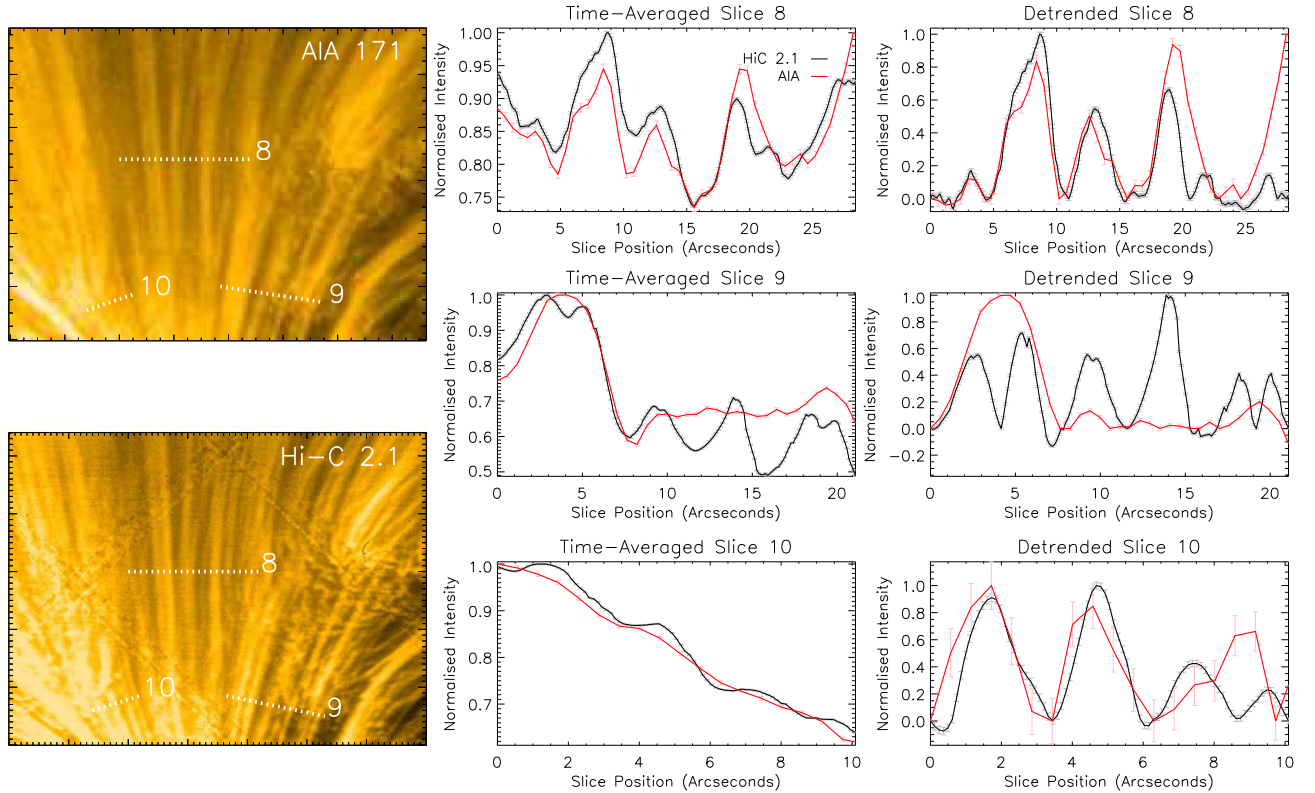 AIA 171
8
10
9
Hi-C 2.1
8
10
9
Time-Averaged Slice 8
HiC 2.1
AIA
Normalised Intensity
1.00
0.95
0.90
0.85
0.80
0.75
0 5 10 15 20 25
Slice Position (Arcseconds)
Detrended Slice 8
Normalised Intensity
1.0
0.8
0.6
0.4
0.2
0.0
0 5 10 15 20 25
Slice Position (Arcseconds)
Time-Averaged Slice 9
Normalised Intensity
1.0
0.9
0.8
0.7
0.6
0.5
0 5 10 15 20
Slice Position (Arcseconds)
Detrended Slice 9
Normalised Intensity
1.0
0.8
0.6
0.4
0.2
0.0
-0.2
0 5 10 15 20
Slice Position (Arcseconds)
Time-Averaged Slice 10
Normalised Intensity
1.0
0.9
0.8
0.7
0 2 4 6 8 10
Slice Position (Arcseconds)
Detrended Slice 10
Normalised Intensity
1.0
0.8
0.6
0.4
0.2
0.0
0 2 4 6 8 10
Slice Position (Arcseconds)